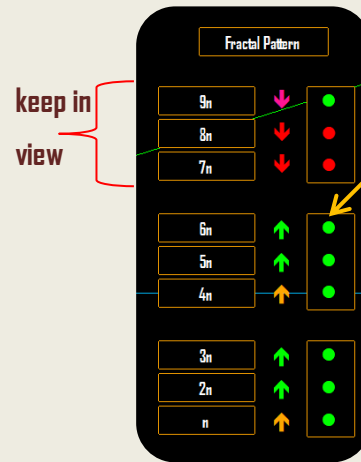 Fractal Pattern
keep in
view
9n
8n
7n
6n
5n
4n
3n
2n
n